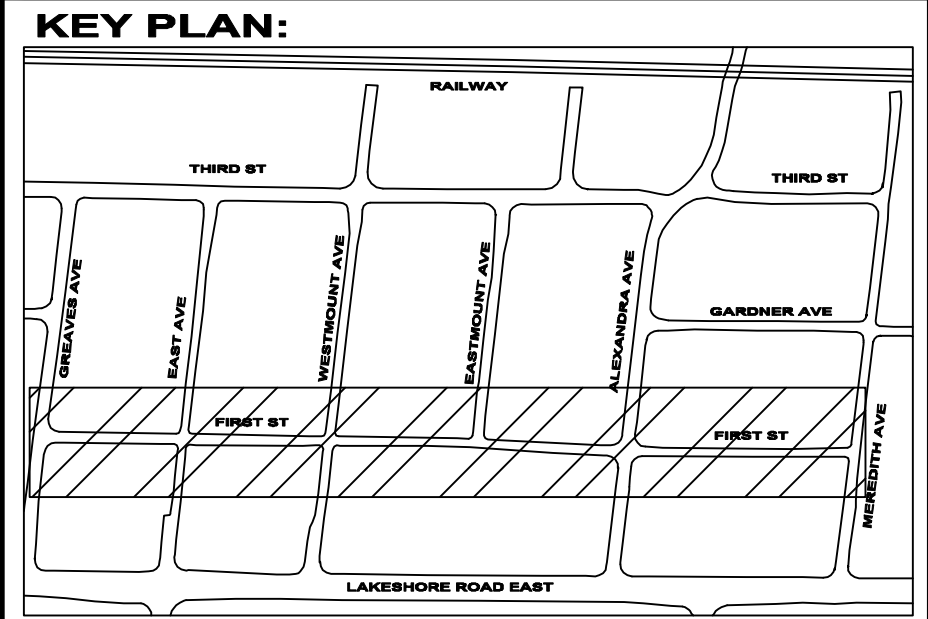 KEY PLAN:
RAILWAY
THIRD ST
THIRD ST
GREAVES AVE
EAST AVE
WESTMOUNT AVE
EASTMOUNT AVE
ALEXANDRA AVE
GARDNER AVE
FIRST ST
FIRST ST
MEREDITH AVE
LAKESHORE ROAD EAST